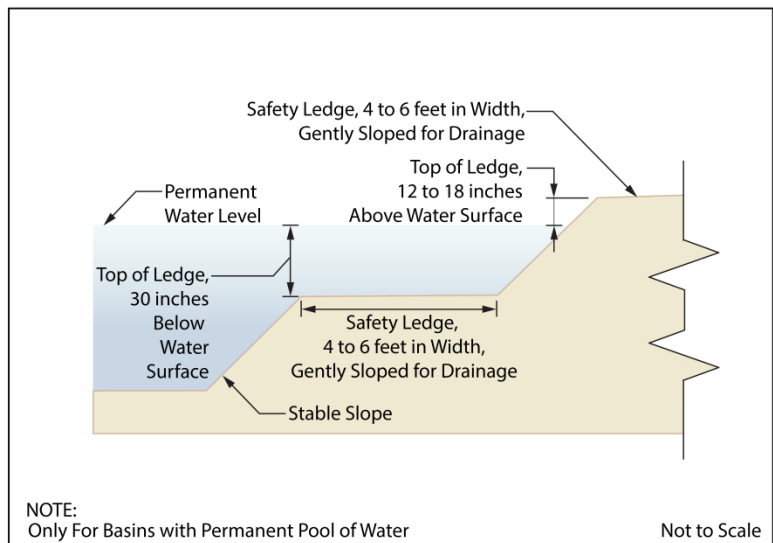 Safety Ledge, 4 to 6 feet in Width,
Gently Sloped for Drainage
Top of Ledge,
12 to 18 inches
Above Water Surface
Permanent
Water Level
Top of Ledge,
30 inches
Below
Water
Surface
Safety Ledge,
4 to 6 feet in Width,
Gently Sloped for Drainage
Stable Slope
NOTE:
Only For Basins with Permanent Pool of Water
Not to Scale